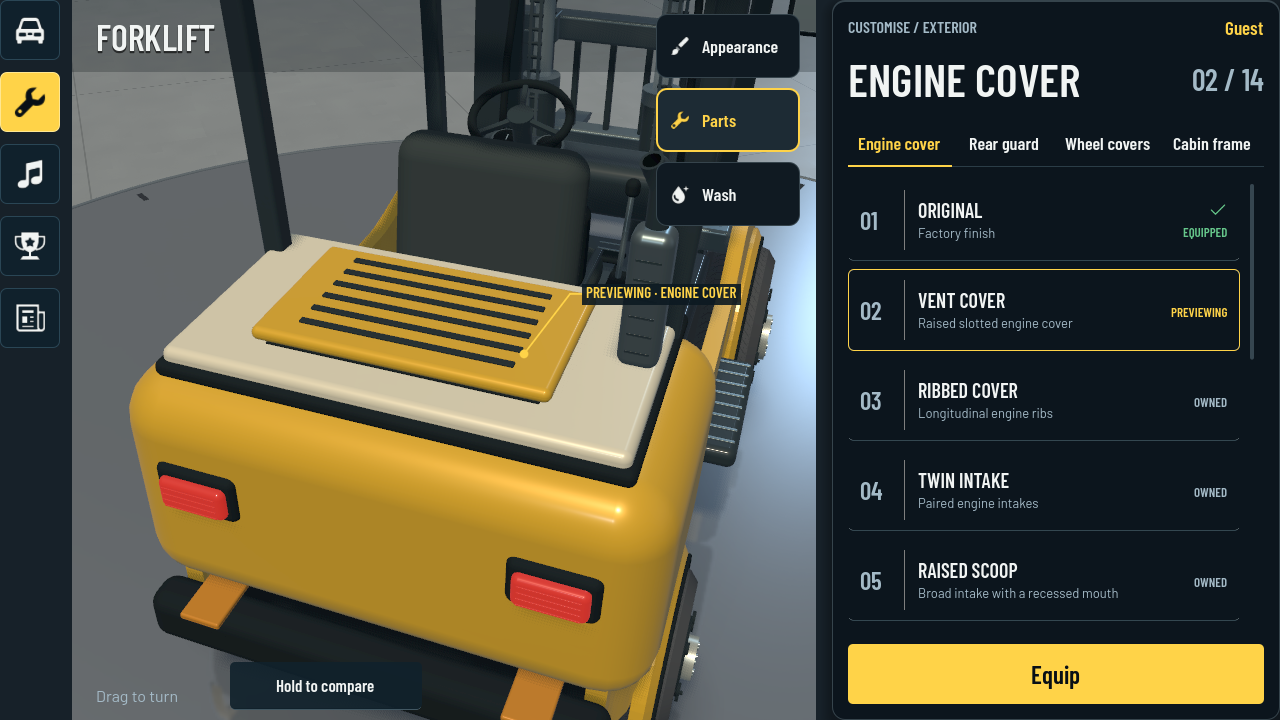 FORKLIFT
Appearance
Parts
Wash
PREVIEWING · ENGINE COVER
Hold to compare
Drag to turn
CUSTOMISE / EXTERIOR
Guest
ENGINE COVER
02 / 14
Engine cover
Rear guard
Wheel covers
Cabin frame
01
ORIGINAL
Factory finish
EQUIPPED
02
VENT COVER
Raised slotted engine cover
PREVIEWING
03
RIBBED COVER
Longitudinal engine ribs
OWNED
04
TWIN INTAKE
Paired engine intakes
OWNED
05
RAISED SCOOP
Broad intake with a recessed mouth
OWNED
Equip